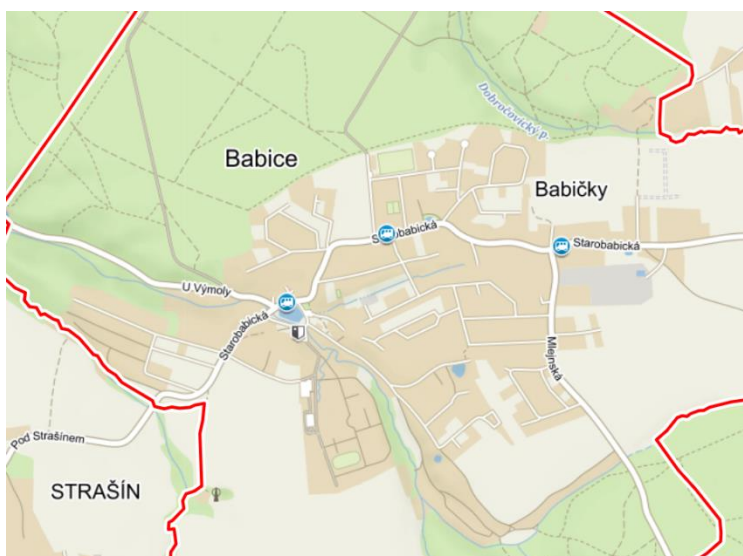 Dobročovický p.
Babice
Babičky
Starobabická
Starobabická
U Výmoly
Starobabická
Mlejnská
Pod Strašínem
STRAŠÍN